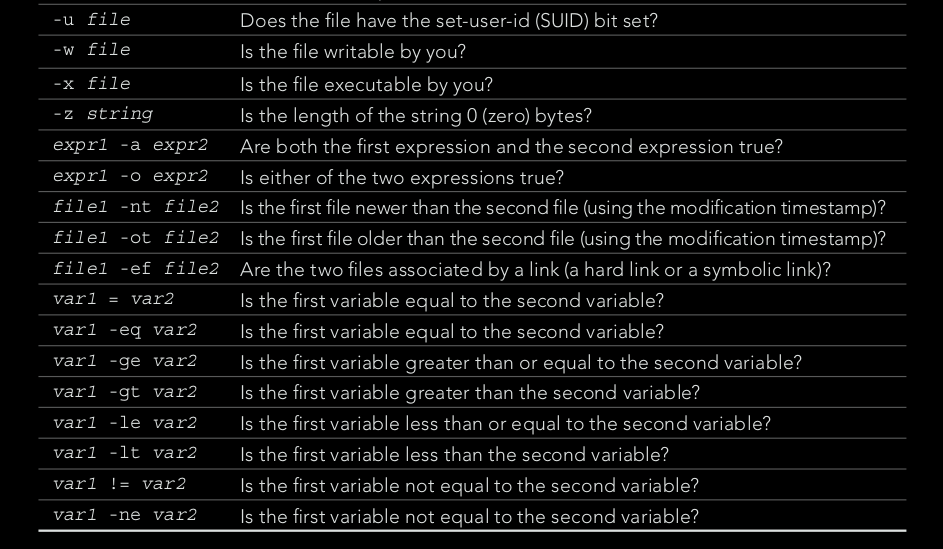 -u file Does the file have the set-user-id (SUID) bit set?
-w file Is the file writable by you?
-x file Is the file executable by you?
-z string Is the length of the string 0 (zero) bytes?
expr1 -a expr2 Are both the first expression and the second expression true?
expr1 -o expr2 Is either of the two expressions true?
file1 -nt file2 Is the first file newer than the second file (using the modification timestamp)?
file1 -ot file2 Is the first file older than the second file (using the modification timestamp)?
file1 -ef file2 Are the two files associated by a link (a hard link or a symbolic link)?
var1 = var2 Is the first variable equal to the second variable?
var1 -eq var2 Is the first variable equal to the second variable?
var1 -ge var2 Is the first variable greater than or equal to the second variable?
var1 -gt var2 Is the first variable greater than the second variable?
var1 -le var2 Is the first variable less than or equal to the second variable?
var1 -lt var2 Is the first variable less than the second variable?
var1 != var2 Is the first variable not equal to the second variable?
var1 -ne var2 Is the first variable not equal to the second variable?